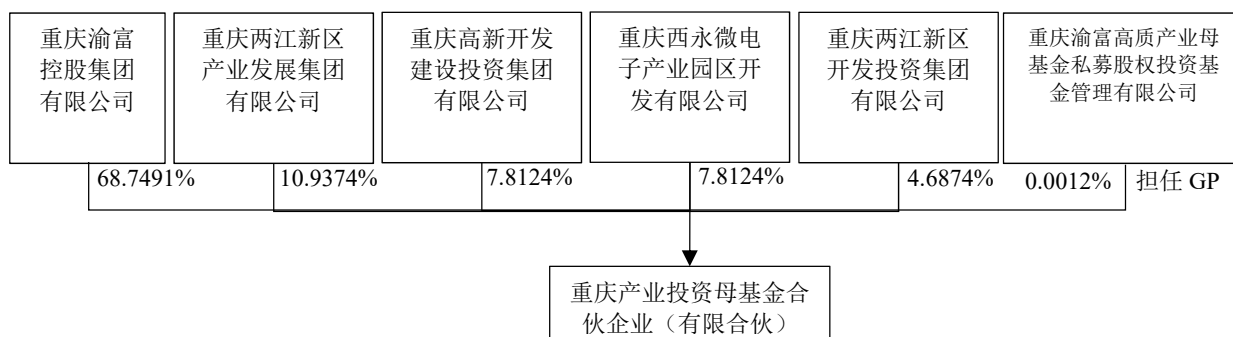 重庆渝富
控股集团
有限公司
重庆两江新区
产业发展集团
有限公司
重庆高新开发
建设投资集团
有限公司
重庆西永微电
子产业园区开
发有限公司
重庆两江新区
开发投资集团
有限公司
重庆渝富高质产业母
基金私募股权投资基
金管理有限公司
68.7491%
10.9374%
7.8124%
7.8124%
4.6874%
0.0012%
担任 GP
重庆产业投资母基金合
伙企业（有限合伙）